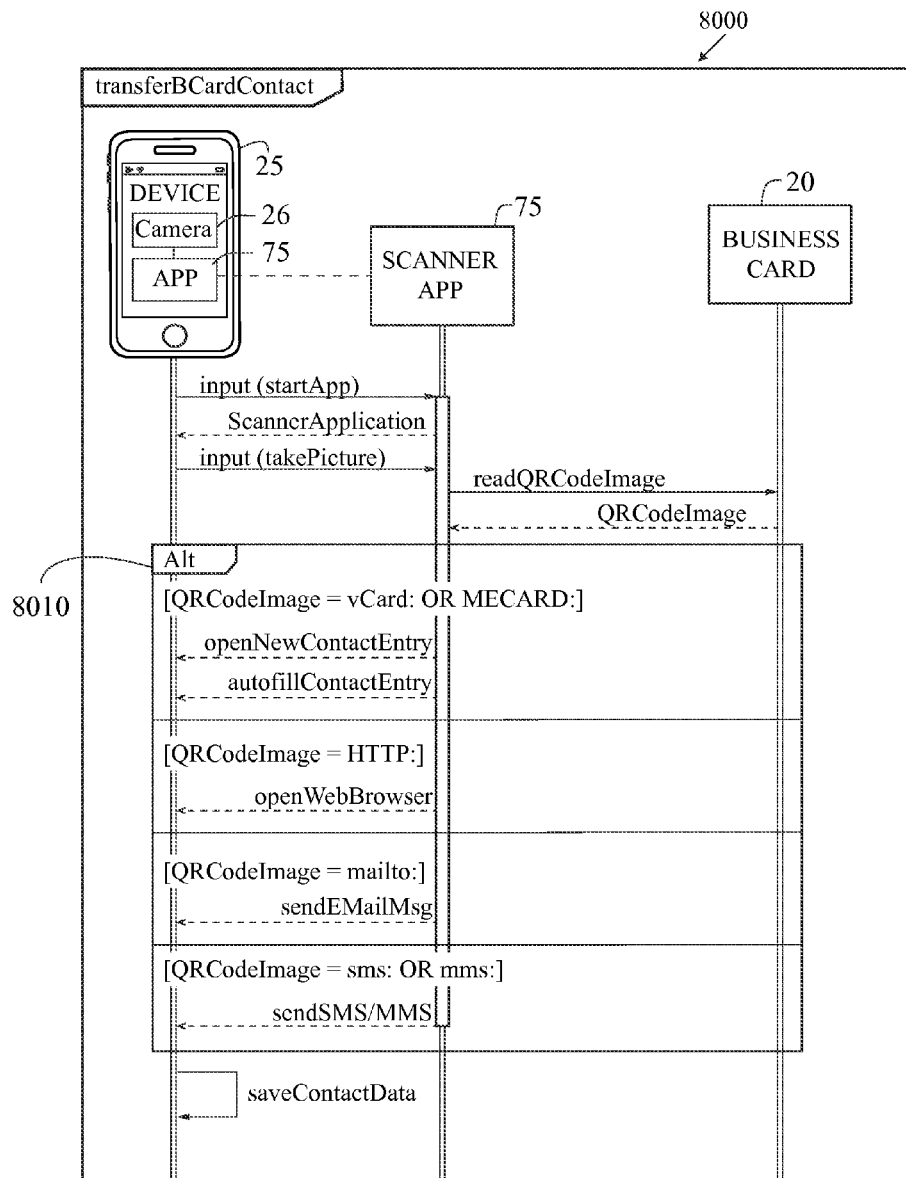 8000
transferBCardContact
25
DEVICE
26
Camera
75
APP
75
SCANNER
APP
20
BUSINESS
CARD
input (startApp)
ScannerApplication
input (takePicture)
readQRCodeImage
QRCodeImage
Alt
8010
[QRCodeImage = vCard: OR MECARD:]
openNewContactEntry
autofillContactEntry
[QRCodeImage = HTTP:]
openWebBrowser
[QRCodeImage = mailto:]
sendEMailMsg
[QRCodeImage = sms: OR mms:]
sendSMS/MMS
saveContactData